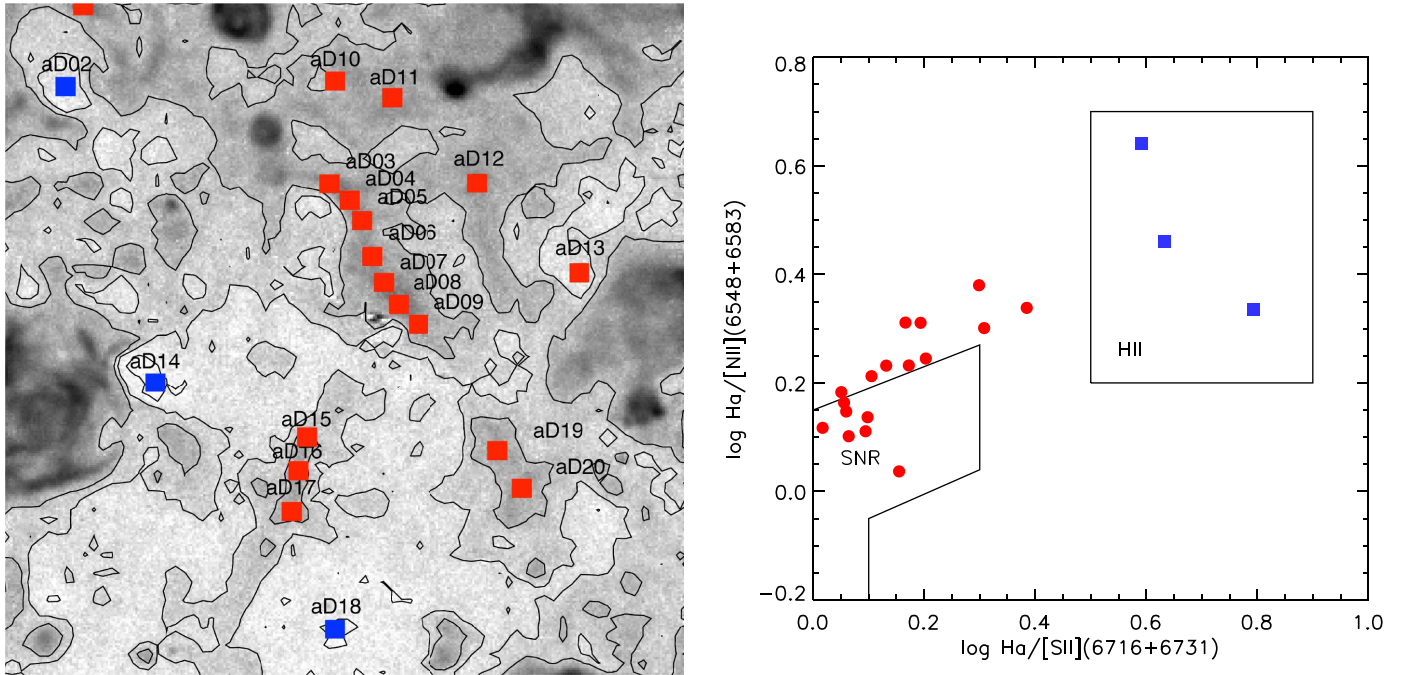 aD02
aD10
aD11
aD03
aD04
aD05
aD12
aD06
aD13
aD07
aD08
aD09
aD14
aD15
aD16
aD17
aD19
aD20
aD18
log Ha/[NII](6548+6583)
0.8
0.6
0.4
0.2
0.0
−0.2
HII
SNR
0.0 0.2 0.4 0.6 0.8 1.0
log Ha/[SII](6716+6731)